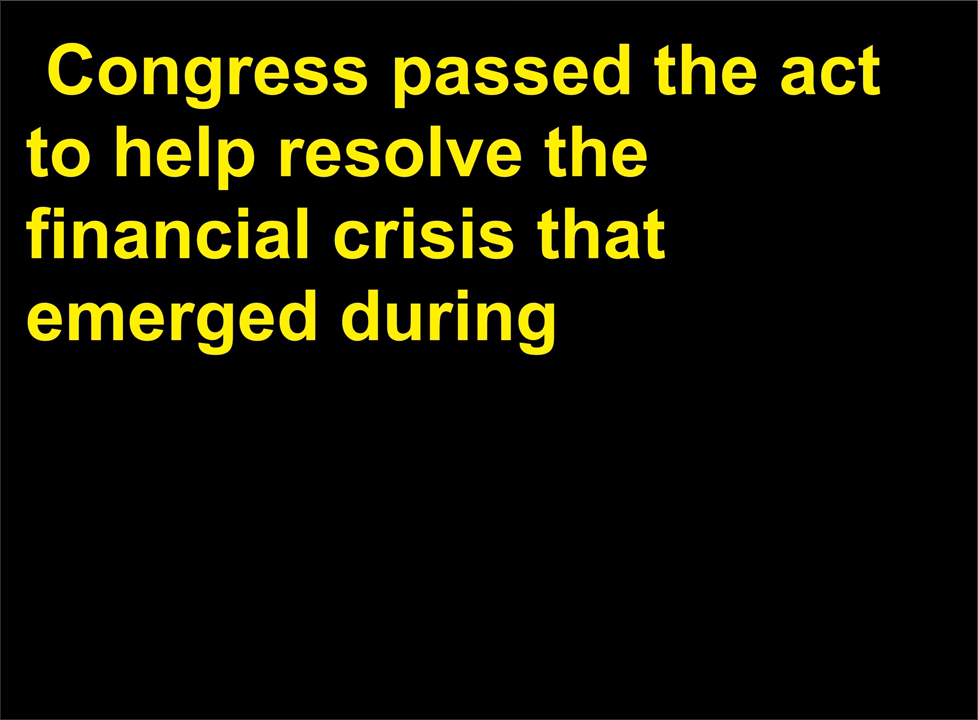 Congress passed the act
to help resolve the
financial crisis that
emerged during